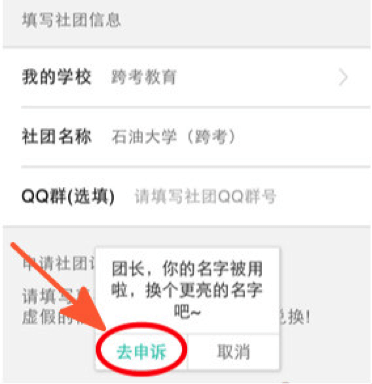 填写社团信息
我的学校 跨考教育
社团名称 石油大学（跨考）
QQ群(选填) 请填写社团QQ群号
申请社团
请填写
虚假的 兑换!
团长，你的名字被用
啦，换个更亮的名字
吧~
去申诉 取消